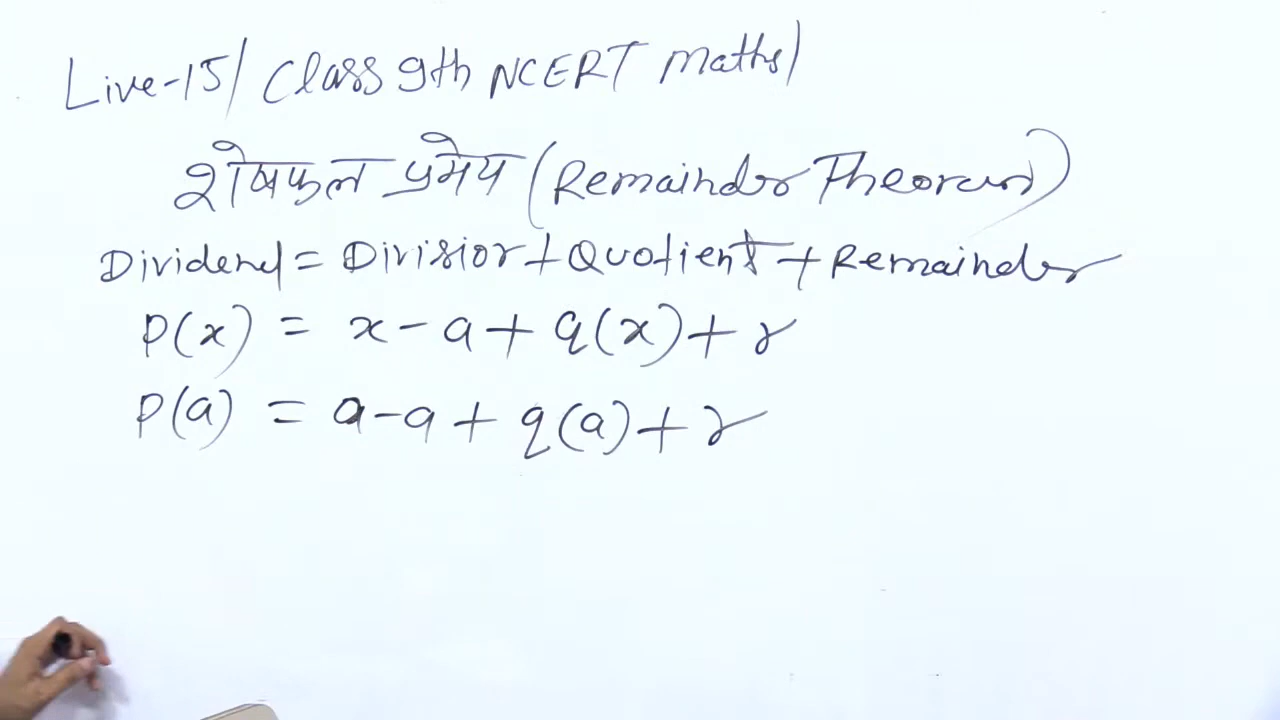 Live-15/ Class 9th NCERT Maths/
शेषफल प्रमेय (Remainder Theorem)
Dividend = Divisior + Quotient + Remainder
P(x) = x - a + q(x) + r
P(a) = a - a + q(a) + r